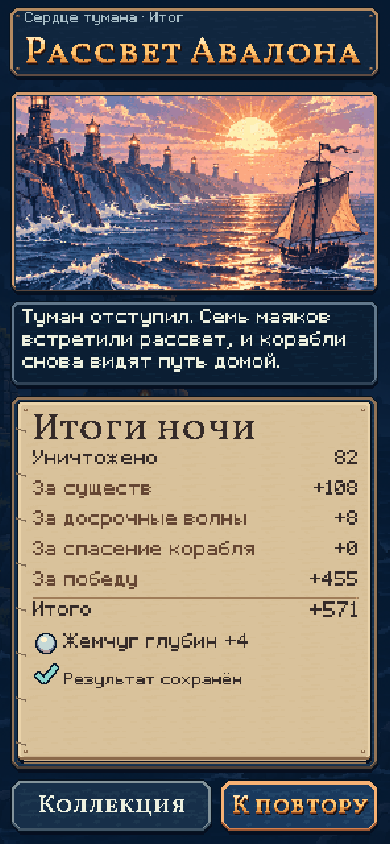 Сердце тумана · Итог
Рассвет Авалона
Туман отступил. Семь маяков
встретили рассвет, и корабли
снова видят путь домой.
Итоги ночи
Уничтожено 82
За существ +108
За досрочные волны +8
За спасение корабля +0
За победу +455
Итого +571
Жемчуг глубин +4
Результат сохранён
Коллекция К повтору